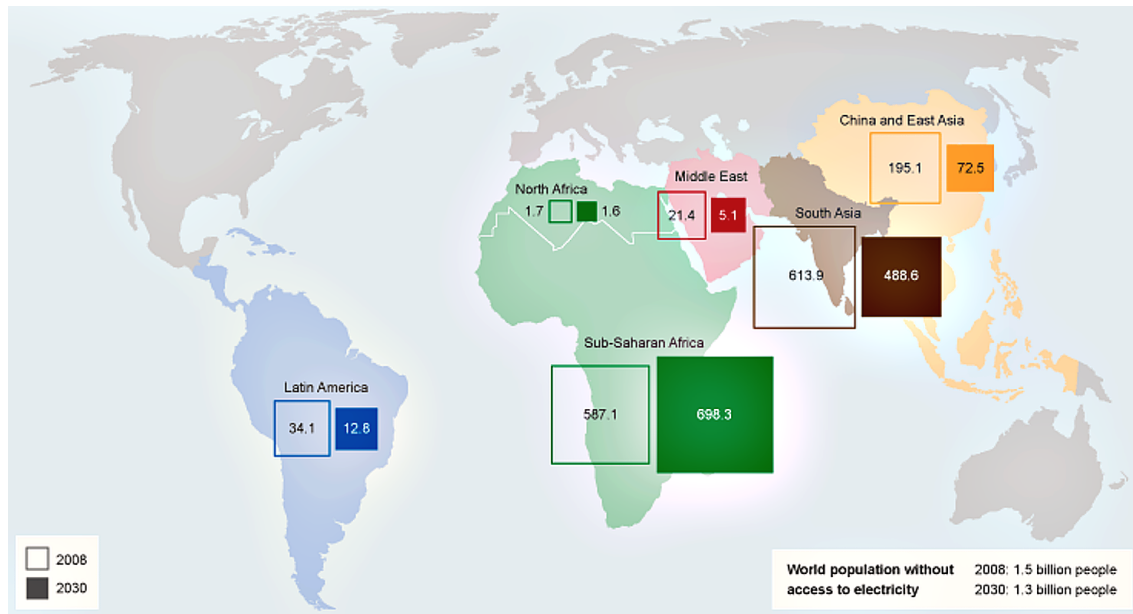 China and East Asia
195.1
72.5
Middle East
21.4
5.1
North Africa
1.7
1.6
South Asia
613.9
488.6
Sub-Saharan Africa
587.1
698.3
Latin America
34.1
12.8
2008
2030
World population without 2008: 1.5 billion people
access to electricity 2030: 1.3 billion people